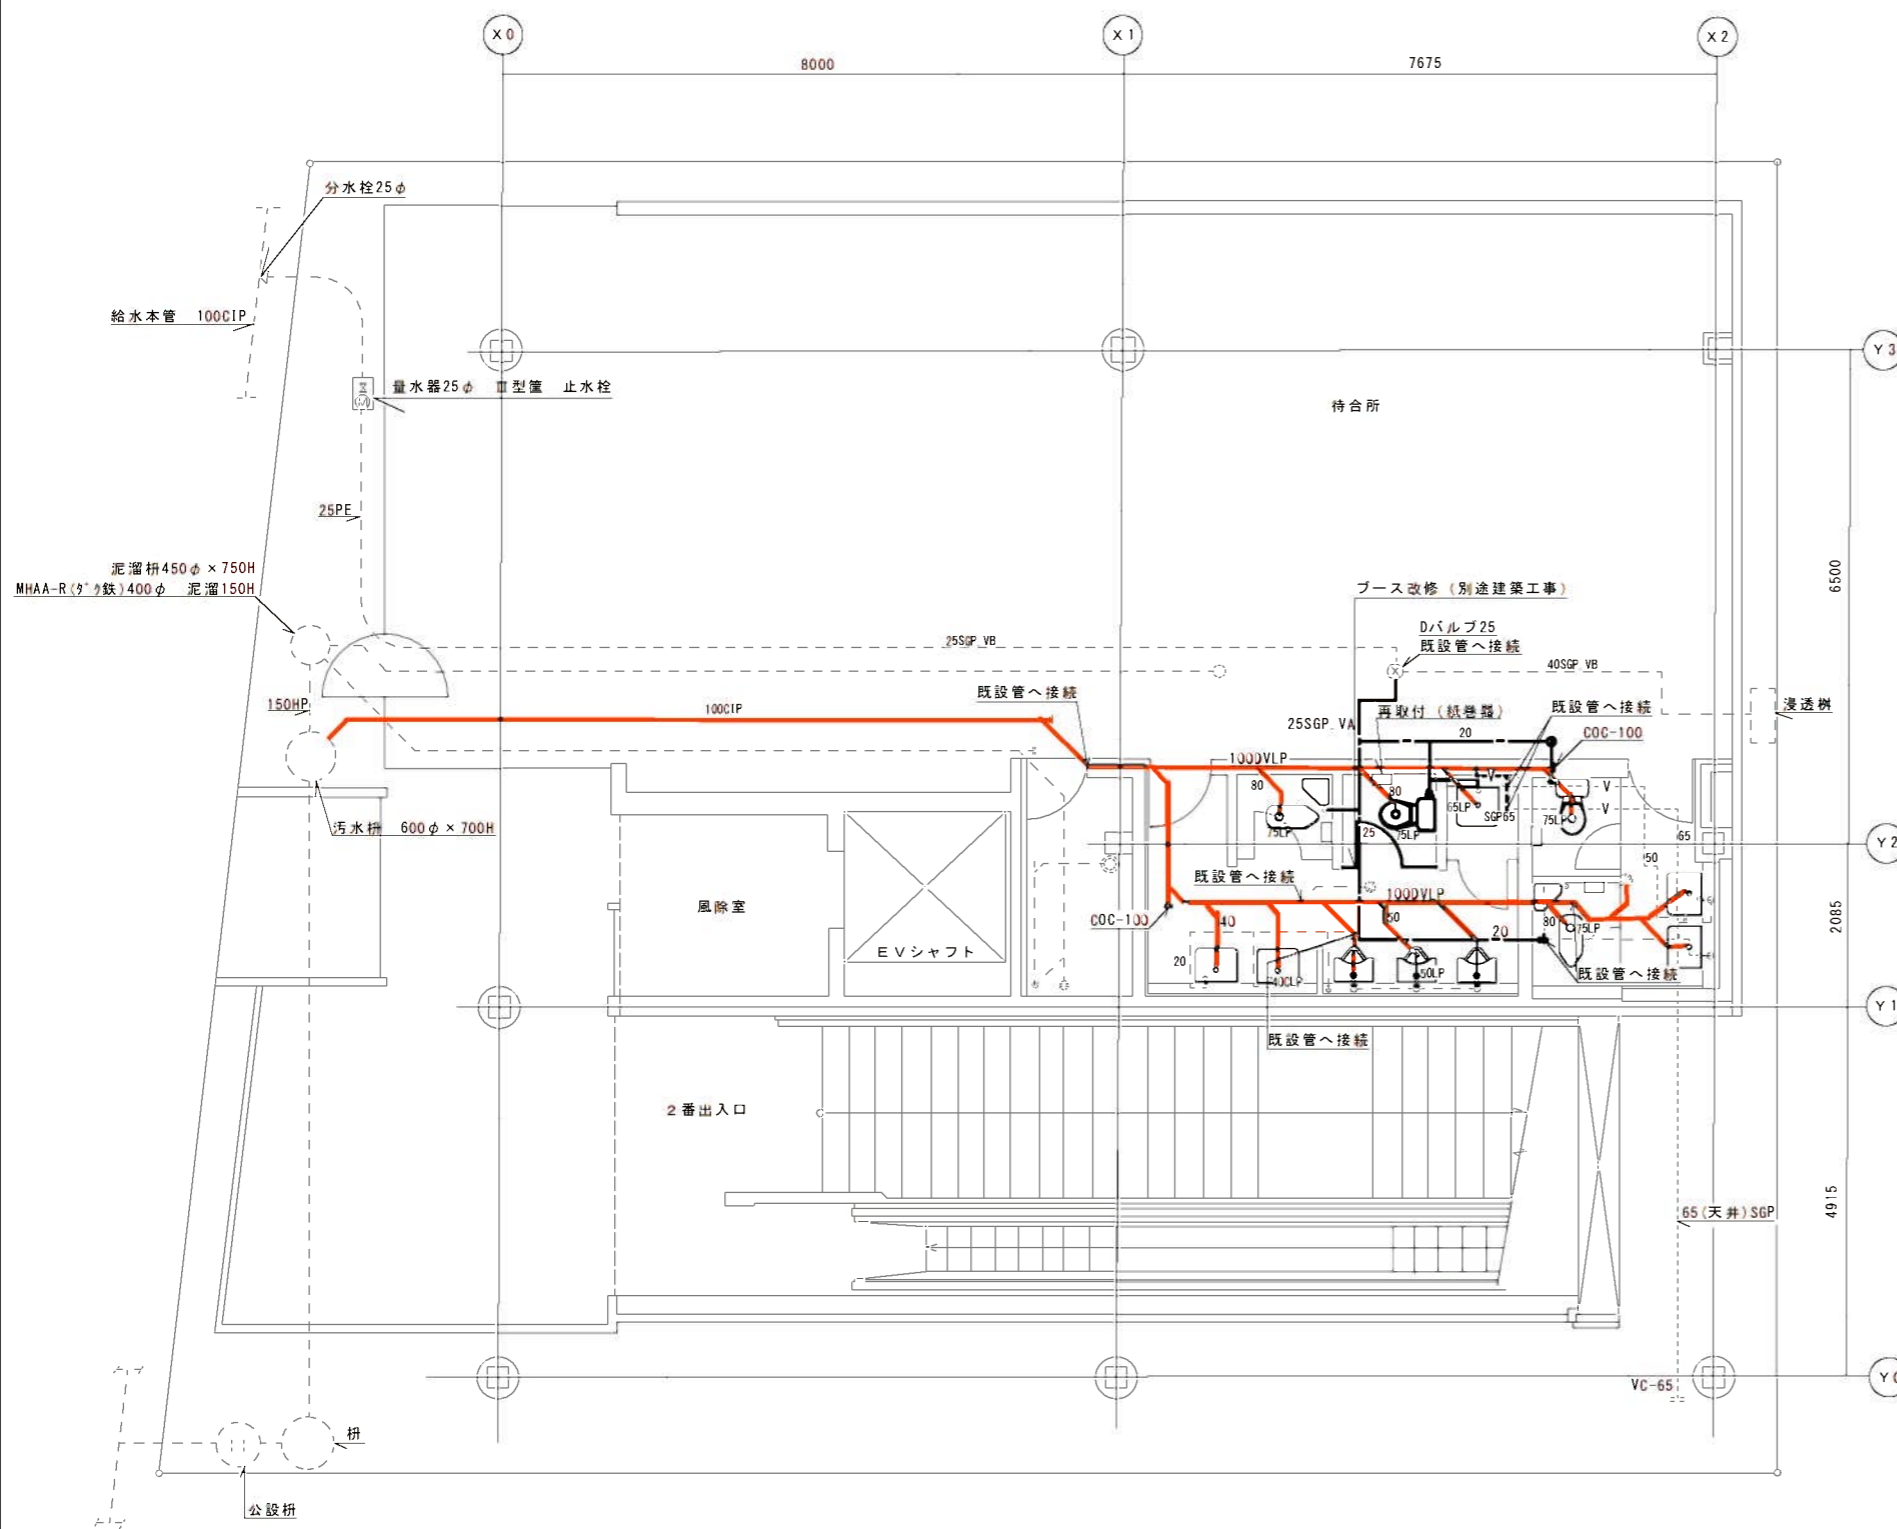 X0
X1
X2
8000
7675
分水栓25φ
給水本管 100CIP
Y3
量水器25φ Ⅲ型筐 止水栓
待合所
25PE
泥溜枡450φ×750H
MHAA-R(ダク鉄)400φ 泥溜150H
6500
ブース改修 (別途建築工事)
Dバルブ25
既設管へ接続
25SGP VB
40SGP VB
150HP
100CIP
既設管へ接続
再取付 (紙巻器)
既設管へ接続
浸透桝
25SGP VA
20
COC-100
100DVLP
80
80
V
V
V
65LP
SGP65
75LP
75LP
75LP
25
汚水枡 600φ×700H
65
Y2
50
既設管へ接続
100DVLP
風除室
COC-100
40
50
80
75LP
20
2085
EVシャフト
20
40CLP
50LP
既設管へ接続
Y1
既設管へ接続
2番出入口
4915
65(天井)SGP
VC-65
Y0
枡
公設枡